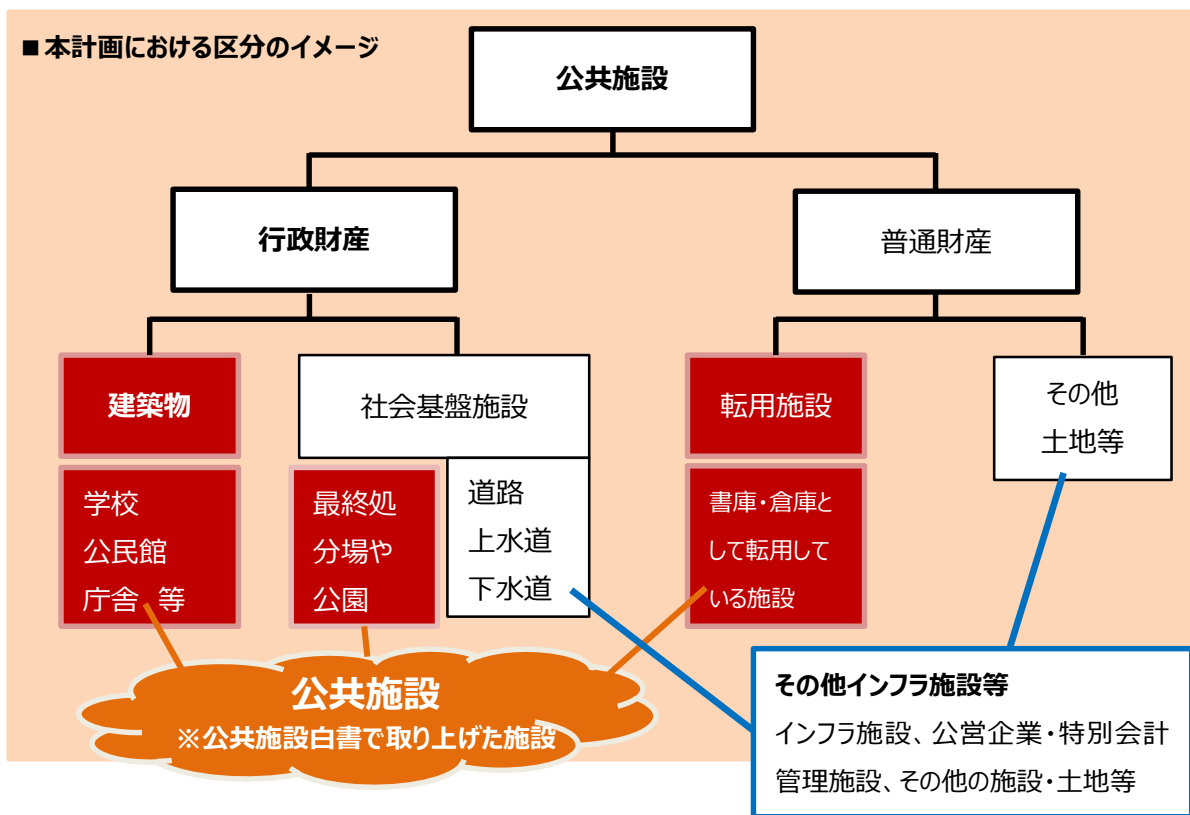 ■本計画における区分のイメージ
公共施設
行政財産
普通財産
建築物
社会基盤施設
転用施設
その他
土地等
学校
公民館
庁舎 等
最終処
分場や
公園
道路
上水道
下水道
書庫・倉庫と
して転用して
いる施設
公共施設
※公共施設白書で取り上げた施設
その他インフラ施設等
インフラ施設、公営企業・特別会計
管理施設、その他の施設・土地等